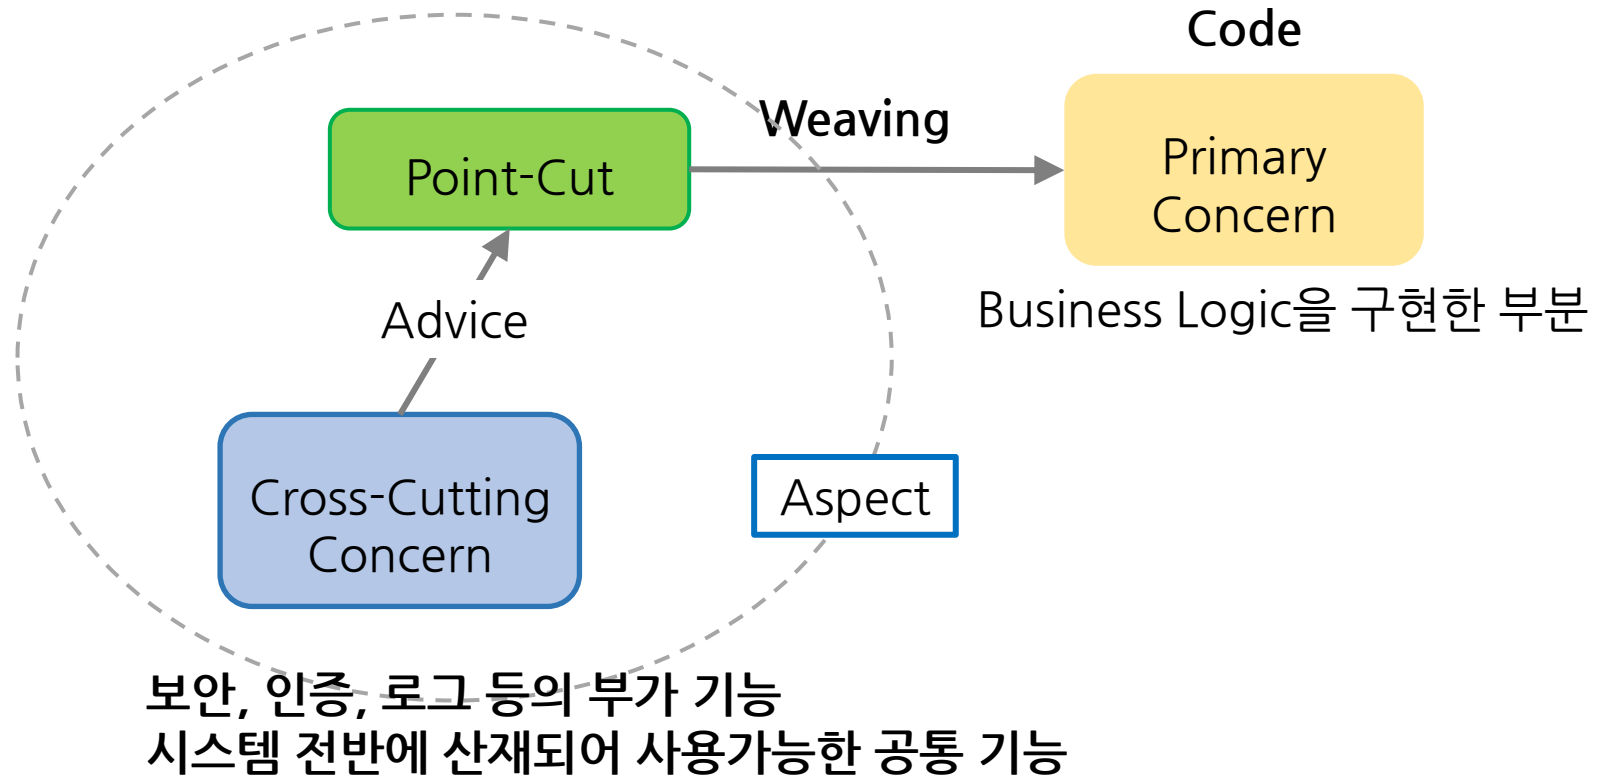 Code
Weaving
Point-Cut
Primary
Concern
Business Logic을 구현한 부분
Advice
Cross-Cutting
Concern
Aspect
보안, 인증, 로그 등의 부가 기능
시스템 전반에 산재되어 사용가능한 공통 기능